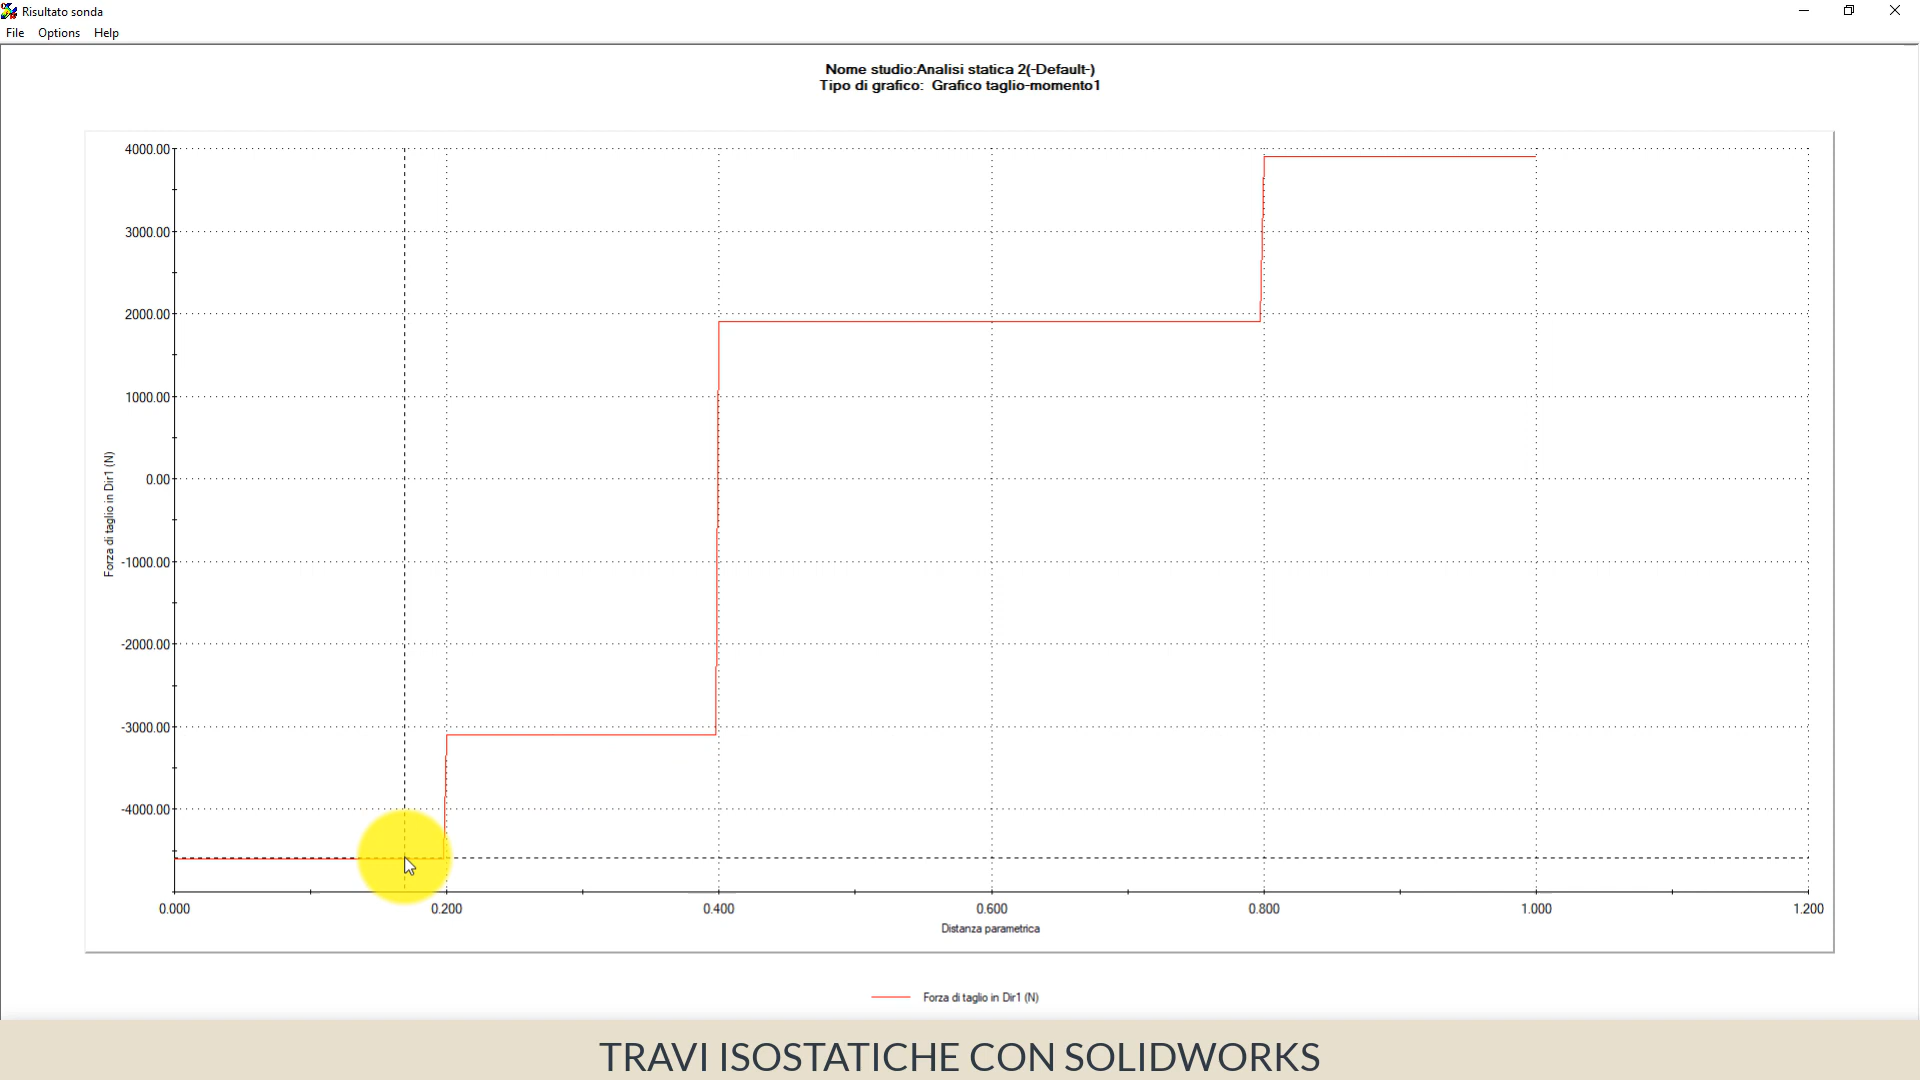 Risultato sonda
File Options Help
Nome studio:Analisi statica 2(-Default-)
Tipo di grafico: Grafico taglio-momento1
4000.00
3000.00
2000.00
1000.00
0.00
-1000.00
-2000.00
-3000.00
-4000.00
Forza di taglio in Dir1 (N)
0.000 0.200 0.400 0.600 0.800 1.000 1.200
Distanza parametrica
Forza di taglio in Dir1 (N)
TRAVI ISOSTATICHE CON SOLIDWORKS